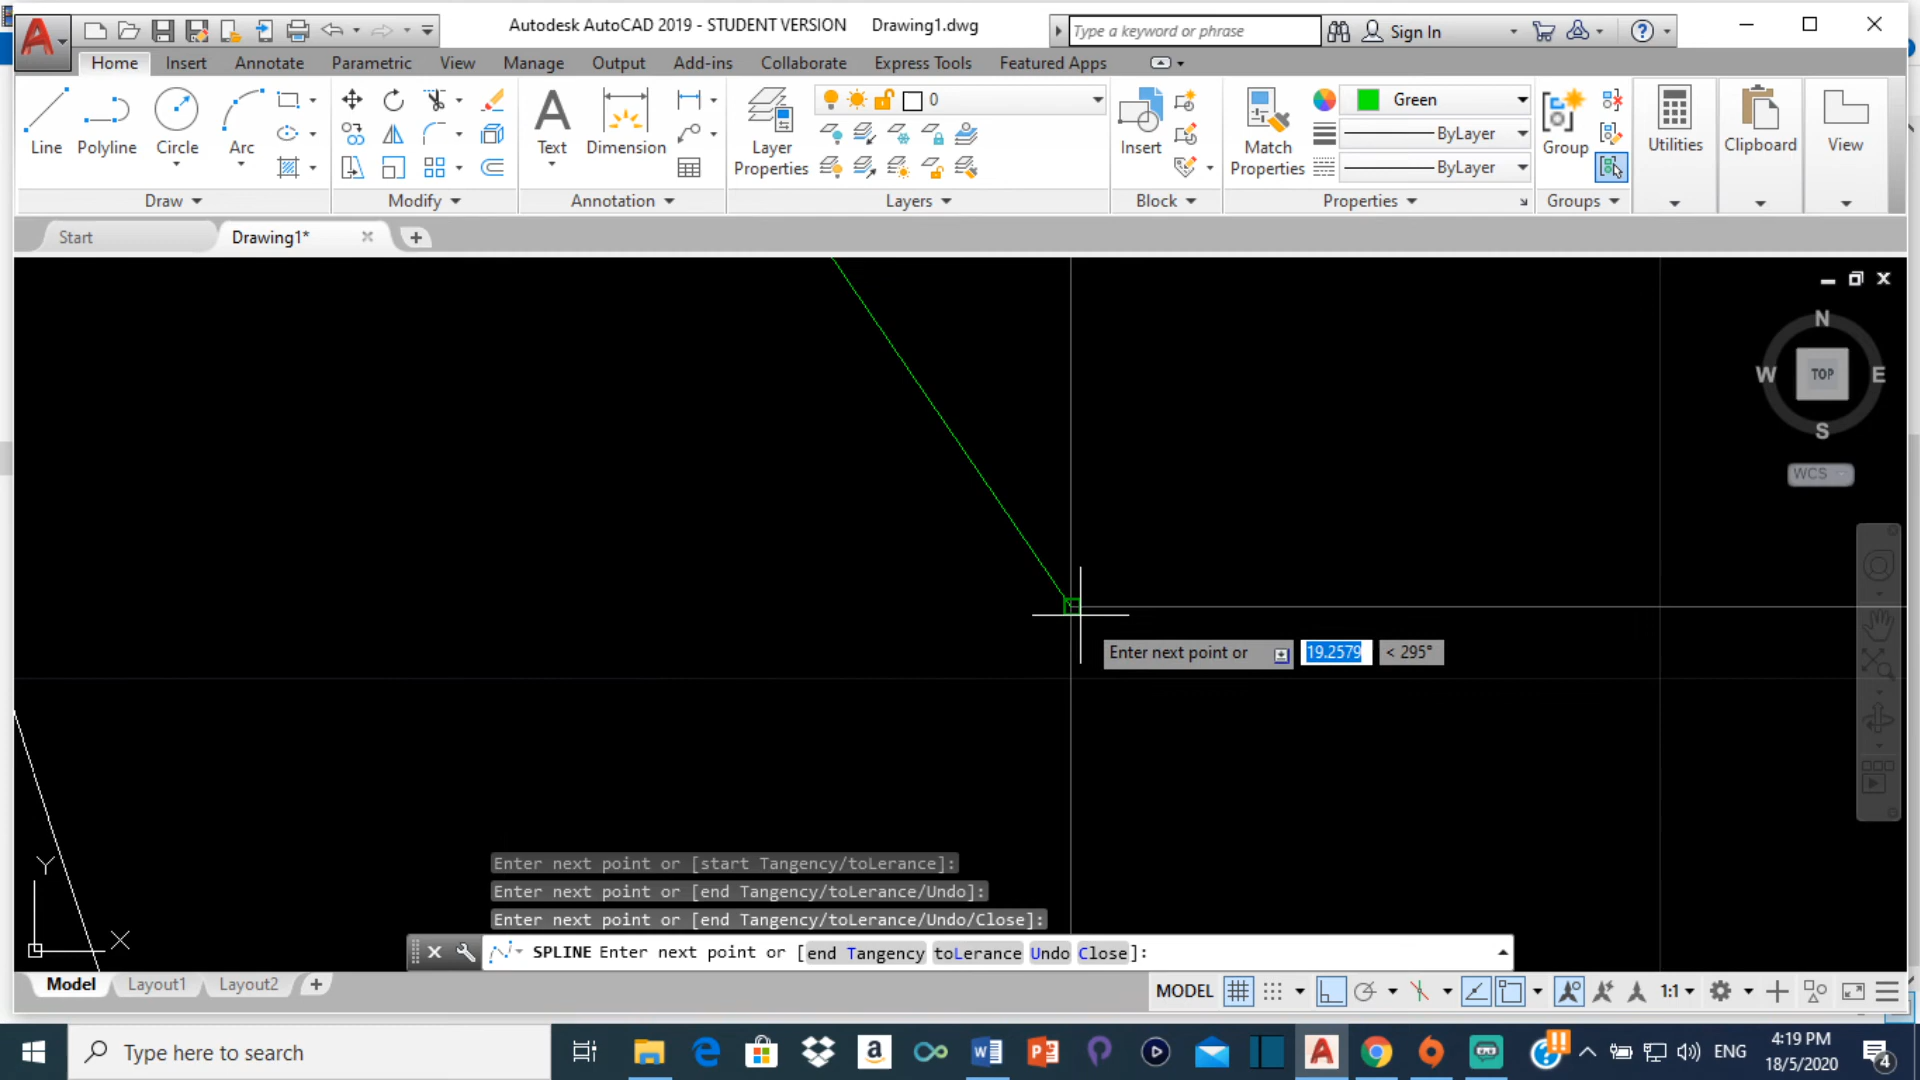 Autodesk AutoCAD 2019 - STUDENT VERSION Drawing1.dwg
Type a keyword or phrase
Sign In
Home Insert Annotate Parametric View Manage Output Add-ins Collaborate Express Tools Featured Apps
Line Polyline Circle Arc
Draw
Modify
Text Dimension
Annotation
Layer Properties
0
Layers
Insert
Block
Match Properties
Green
ByLayer
ByLayer
Properties
Group
Groups
Utilities
Clipboard
View
Start Drawing1*
N
W TOP E
S
WCS
Enter next point or 19.2579 < 295°
Y
X
Enter next point or [start Tangency/toLerance]:
Enter next point or [end Tangency/toLerance/Undo]:
Enter next point or [end Tangency/toLerance/Undo/Close]:
SPLINE Enter next point or [end Tangency toLerance Undo Close]:
Model Layout1 Layout2
MODEL 1:1
Type here to search
ENG
4:19 PM
18/5/2020
4